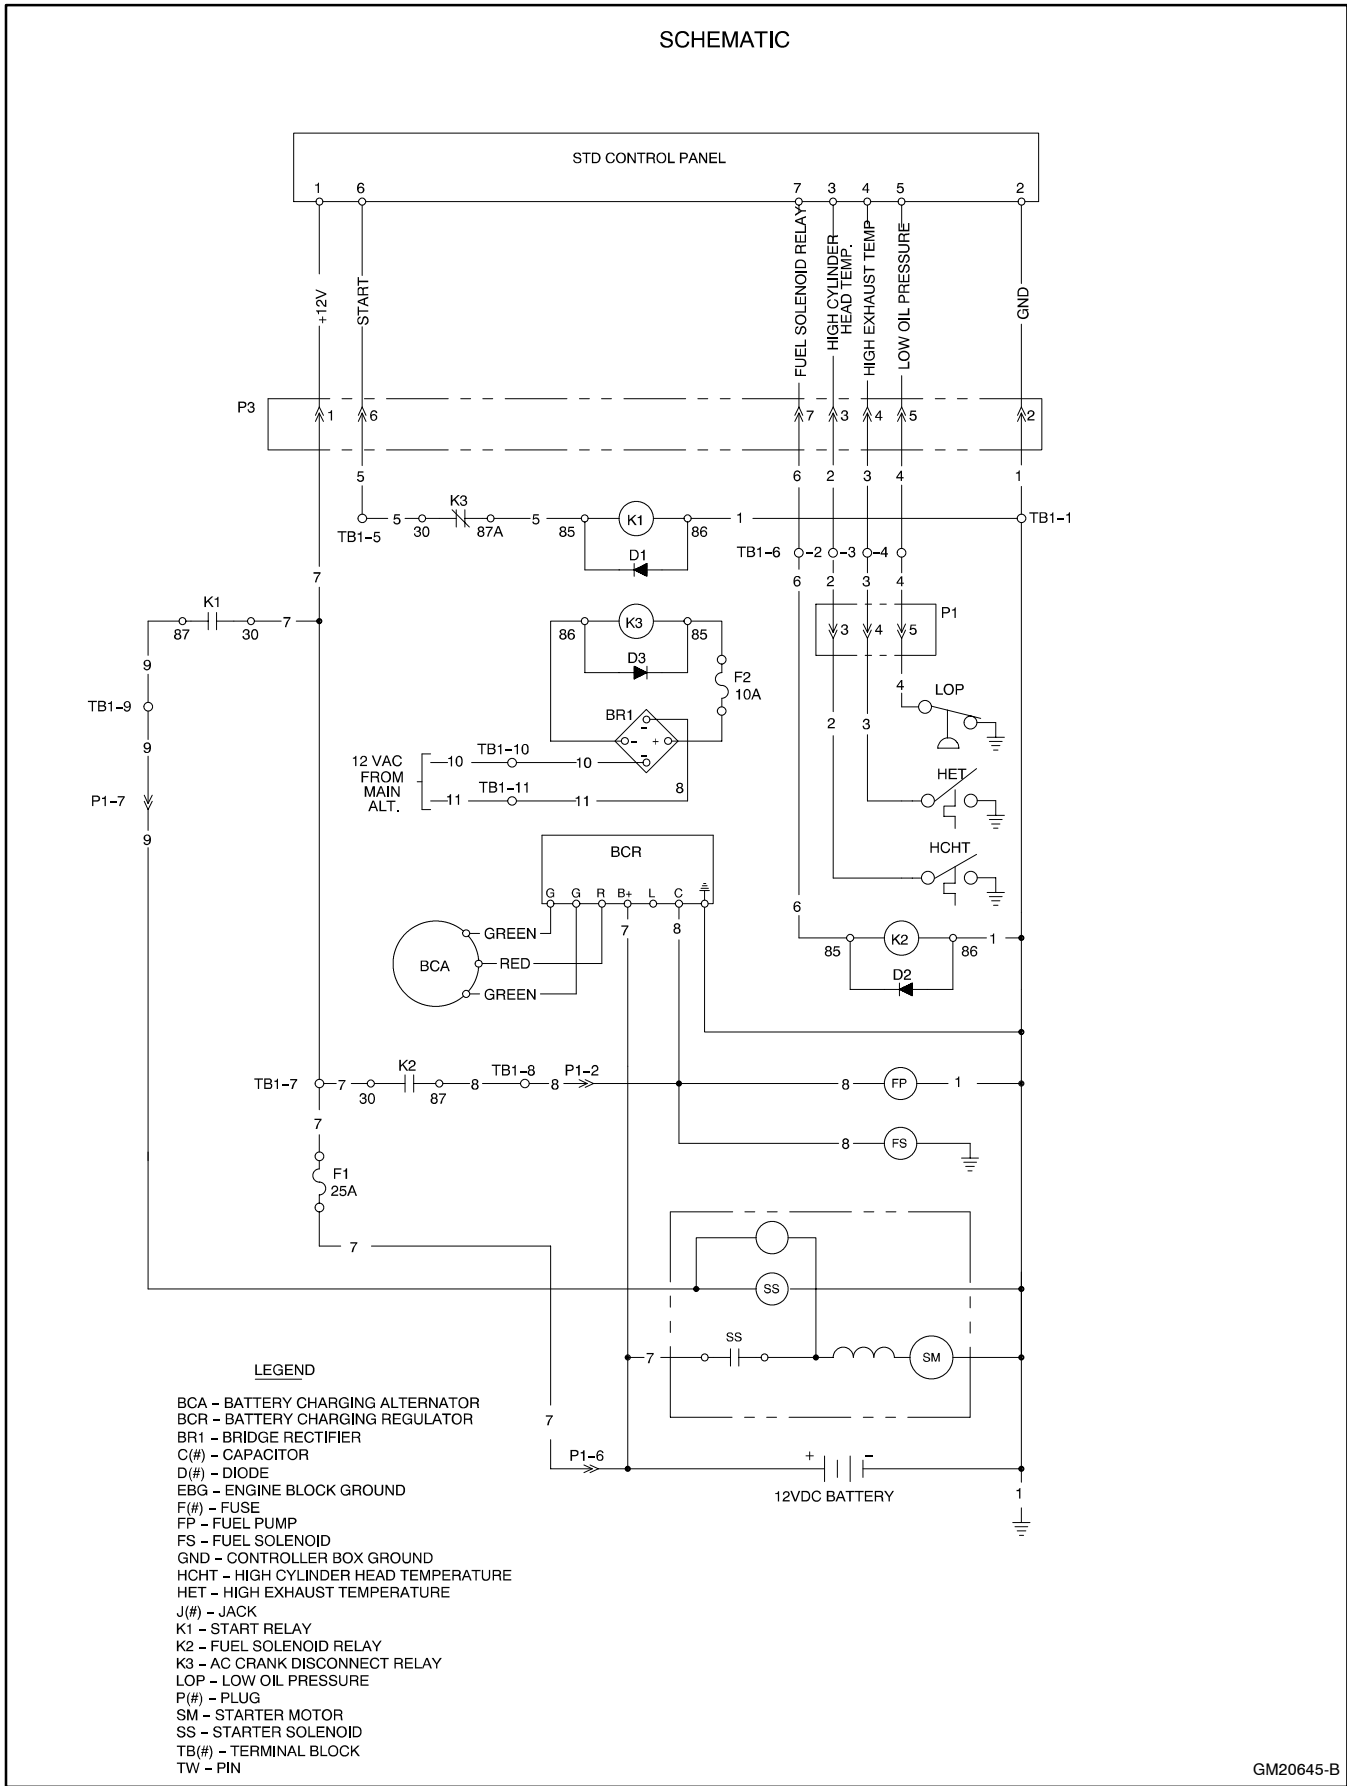 SCHEMATIC
STD CONTROL PANEL
1 6 7 3 4 5 2
+12V
START
FUEL SOLENOID RELAY
HIGH CYLINDER
HEAD TEMP.
HIGH EXHAUST TEMP
LOW OIL PRESSURE
GND
P3 1 6 7 3 4 5 2
5 6 2 3 4 1
K3
5 30 87A 5 85 K1 86 1 TB1-1
TB1-5
D1
TB1-6 -2 -3 -4
7 6 2 3 4
K1 K3 P1
87 30 7 86 85 3 4 5
D3
9 F2
10A
4 LOP
TB1-9 BR1 2 3
- - + -
9 12 VAC
FROM
MAIN
ALT.
10 TB1-10 10
8 HET
P1-7 11 TB1-11 11
9 BCR HCHT
G G R B+ L C
6
7 8
GREEN
BCA RED
GREEN
85 K2 86 1
D2
TB1-7 7 30 K2 87 8 TB1-8 8 P1-2 8 FP 1
7
8 FS
F1
25A
7
SS
SS
7 SM
LEGEND
BCA – BATTERY CHARGING ALTERNATOR
BCR – BATTERY CHARGING REGULATOR
BR1 – BRIDGE RECTIFIER
C(#) – CAPACITOR
D(#) – DIODE
EBG – ENGINE BLOCK GROUND
F(#) – FUSE
FP – FUEL PUMP
FS – FUEL SOLENOID
GND – CONTROLLER BOX GROUND
HCHT – HIGH CYLINDER HEAD TEMPERATURE
HET – HIGH EXHAUST TEMPERATURE
J(#) – JACK
K1 – START RELAY
K2 – FUEL SOLENOID RELAY
K3 – AC CRANK DISCONNECT RELAY
LOP – LOW OIL PRESSURE
P(#) – PLUG
SM – STARTER MOTOR
SS – STARTER SOLENOID
TB(#) – TERMINAL BLOCK
TW – PIN
7
P1-6 + -
12VDC BATTERY
1
GM20645-B